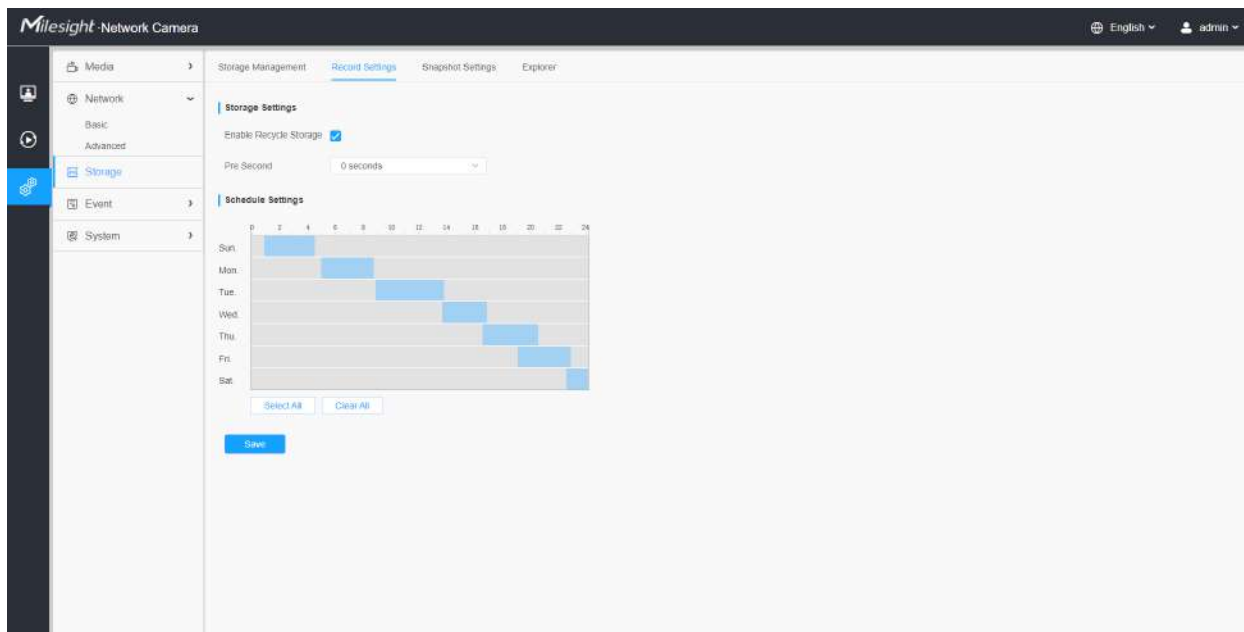 Milesight-Network Camera
English
admin
Media
Network
Basic
Advanced
Storage
Event
System
Storage Management Record Settings Snapshot Settings Explorer
Storage Settings
Enable Recycle Storage
Pre Second 0 seconds
Schedule Settings
0 2 4 6 8 10 12 14 16 18 20 22 24
Sun.
Mon.
Tue.
Wed.
Thu.
Fri.
Sat.
Select All Clear All
Save